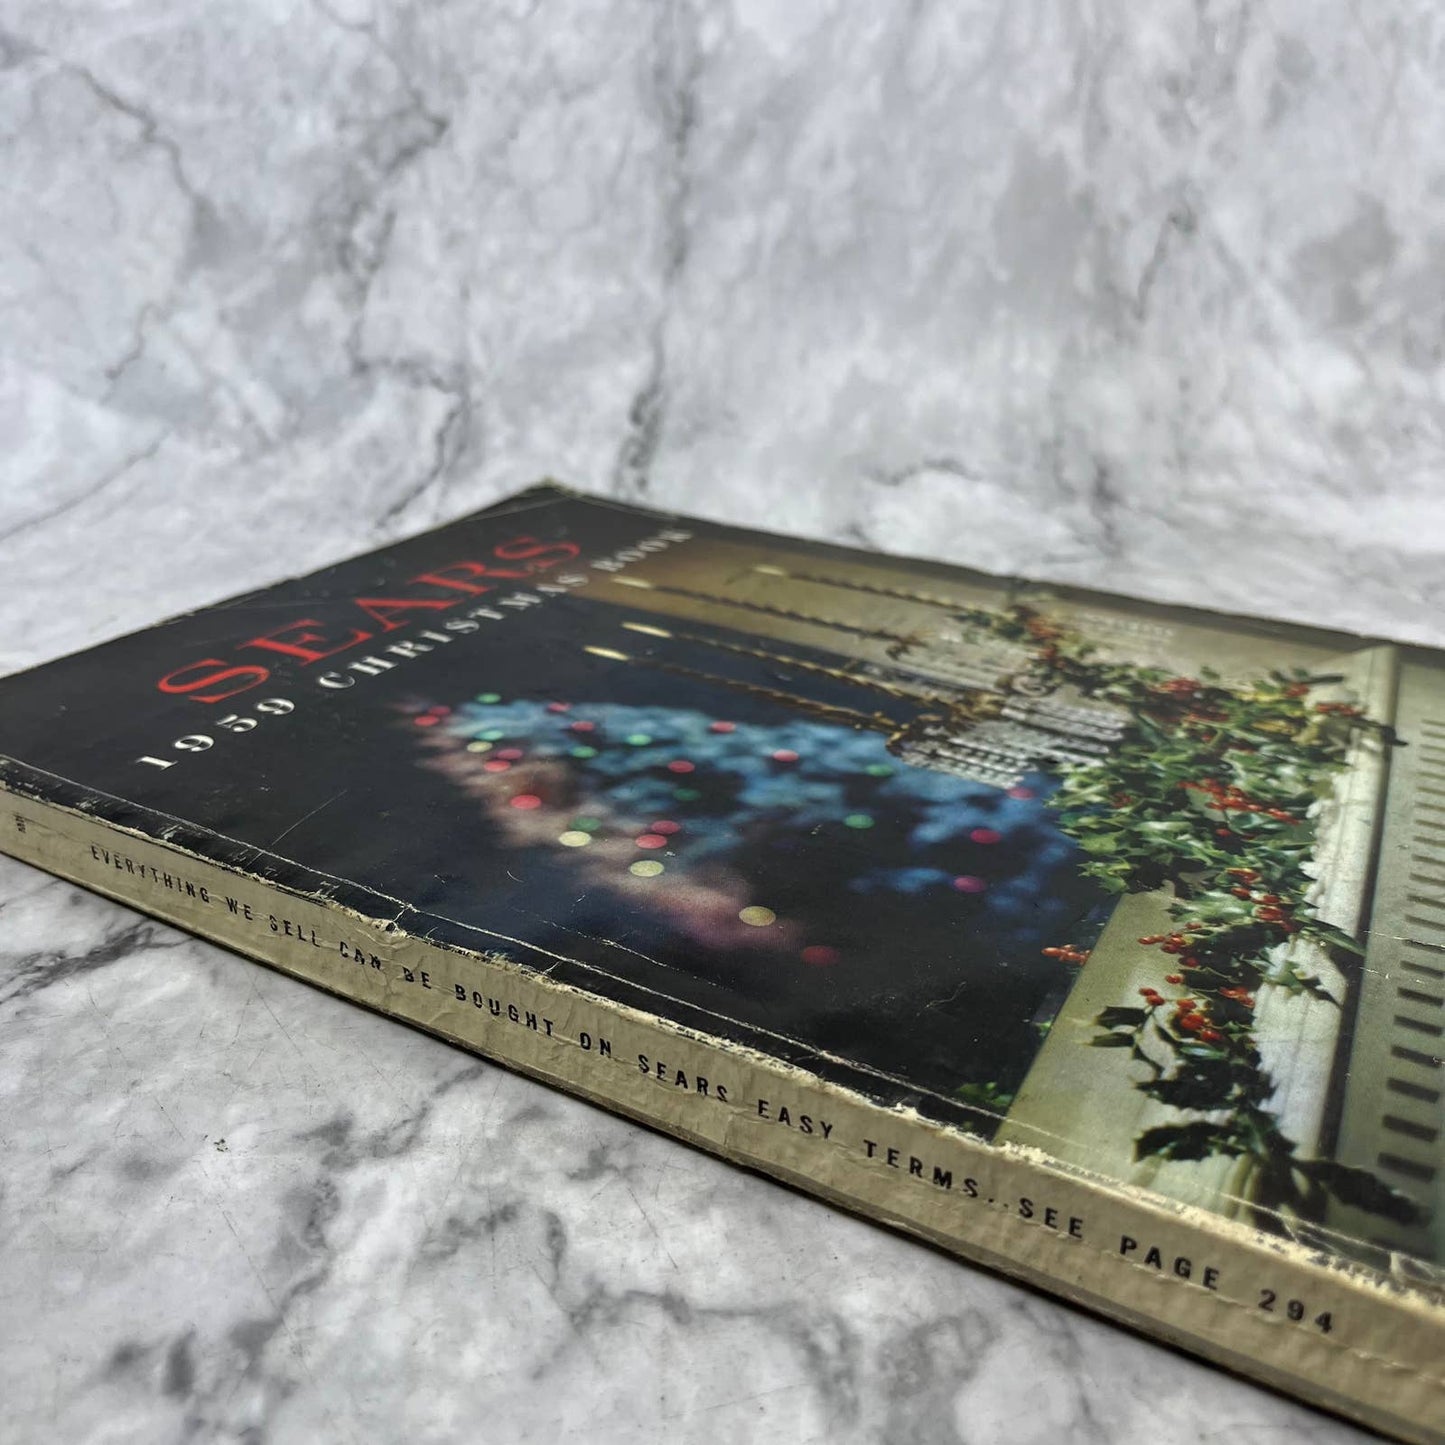 SEARS
1959 CHRISTMAS BOOK
EVERYTHING WE SELL CAN BE BOUGHT ON SEARS EASY TERMS..SEE PAGE 294